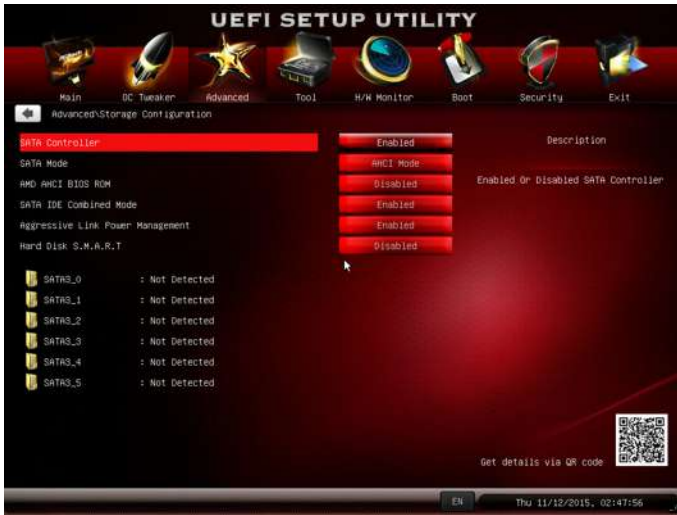 UEFI SETUP UTILITY
Main OC Tweaker Advanced Tool H/W Monitor Boot Security Exit
Advanced\Storage Configuration
SATA Controller Enabled
SATA Mode AHCI Mode
AMD AHCI BIOS ROM Disabled
SATA IDE Combined Mode Enabled
Aggressive Link Power Management Enabled
Hard Disk S.M.A.R.T Disabled
SATA3_0 : Not Detected
SATA3_1 : Not Detected
SATA3_2 : Not Detected
SATA3_3 : Not Detected
SATA3_4 : Not Detected
SATA3_5 : Not Detected
Description
Enabled Or Disabled SATA Controller
Get details via QR code
EN Thu 11/12/2015, 02:47:56